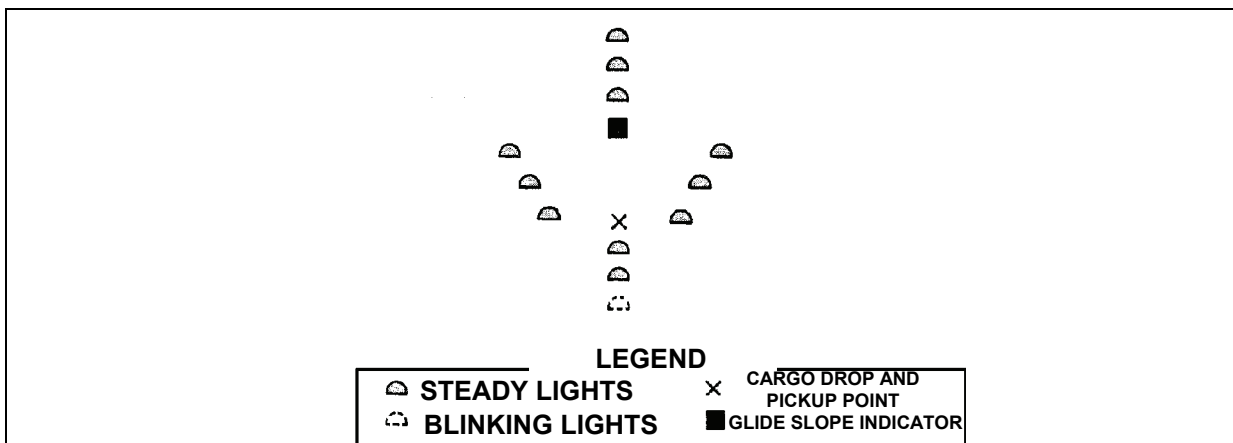 LEGEND
STEADY LIGHTS
BLINKING LIGHTS
CARGO DROP AND
PICKUP POINT
GLIDE SLOPE INDICATOR